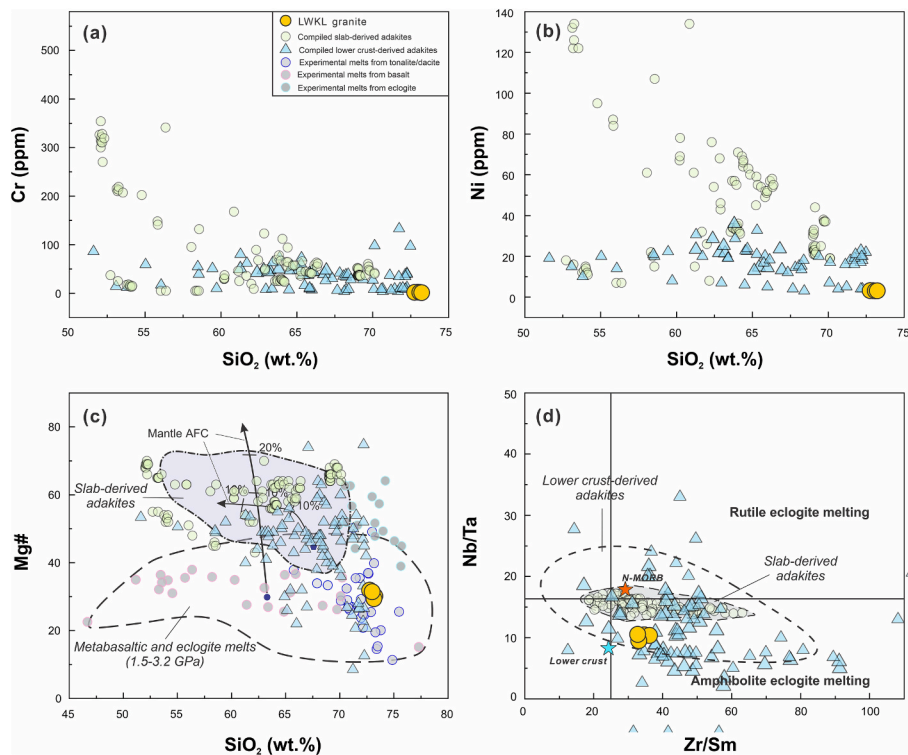 (a)
LWKL granite
Compiled slab-derived adakites
Compiled lower crust-derived adakites
Experimental melts from tonalite/dacite
Experimental melts from basalt
Experimental melts from eclogite
Cr (ppm)
550
500
400
300
200
100
0
50 55 60 65 70 75
SiO₂ (wt.%)
(b)
Ni (ppm)
140
120
100
80
60
40
20
0
50 55 60 65 70 75
SiO₂ (wt.%)
(c)
Mantle AFC
20%
10%
10%
10%
Slab-derived
adakites
Metabasaltic and eclogite melts
(1.5-3.2 GPa)
Mg#
100
80
60
40
20
0
45 50 55 60 65 70 75 80
SiO₂ (wt.%)
(d)
Lower crust-derived
adakites
Rutile eclogite melting
Slab-derived
adakites
N-MORB
Lower crust
Amphibolite eclogite melting
Nb/Ta
50
40
30
20
10
0
0 20 40 60 80 100
Zr/Sm